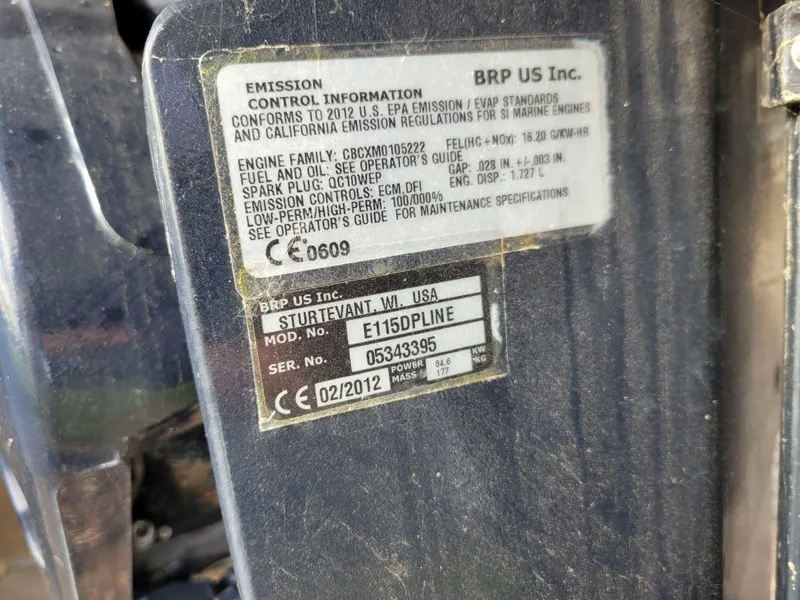 EMISSION
CONTROL INFORMATION
BRP US Inc.
CONFORMS TO 2012 U.S. EPA EMISSION / EVAP STANDARDS
AND CALIFORNIA EMISSION REGULATIONS FOR SI MARINE ENGINES
ENGINE FAMILY: CBCXM0105222 FEL(HC+NOx): 16.20 G/KW-HR
FUEL AND OIL: SEE OPERATOR'S GUIDE
SPARK PLUG: QC10WEP GAP: .028 IN. +/-.003 IN.
EMISSION CONTROLS: ECM,DFI ENG. DISP.: 1.727 L
LOW-PERM/HIGH-PERM: 100/000%
SEE OPERATOR'S GUIDE FOR MAINTENANCE SPECIFICATIONS
CE 0609
BRP US Inc.
STURTEVANT, WI. USA
MOD. No. E115DPLINE
SER. No. 05343395
CE 02/2012 POWER 84.6 KW
MASS 177 KG